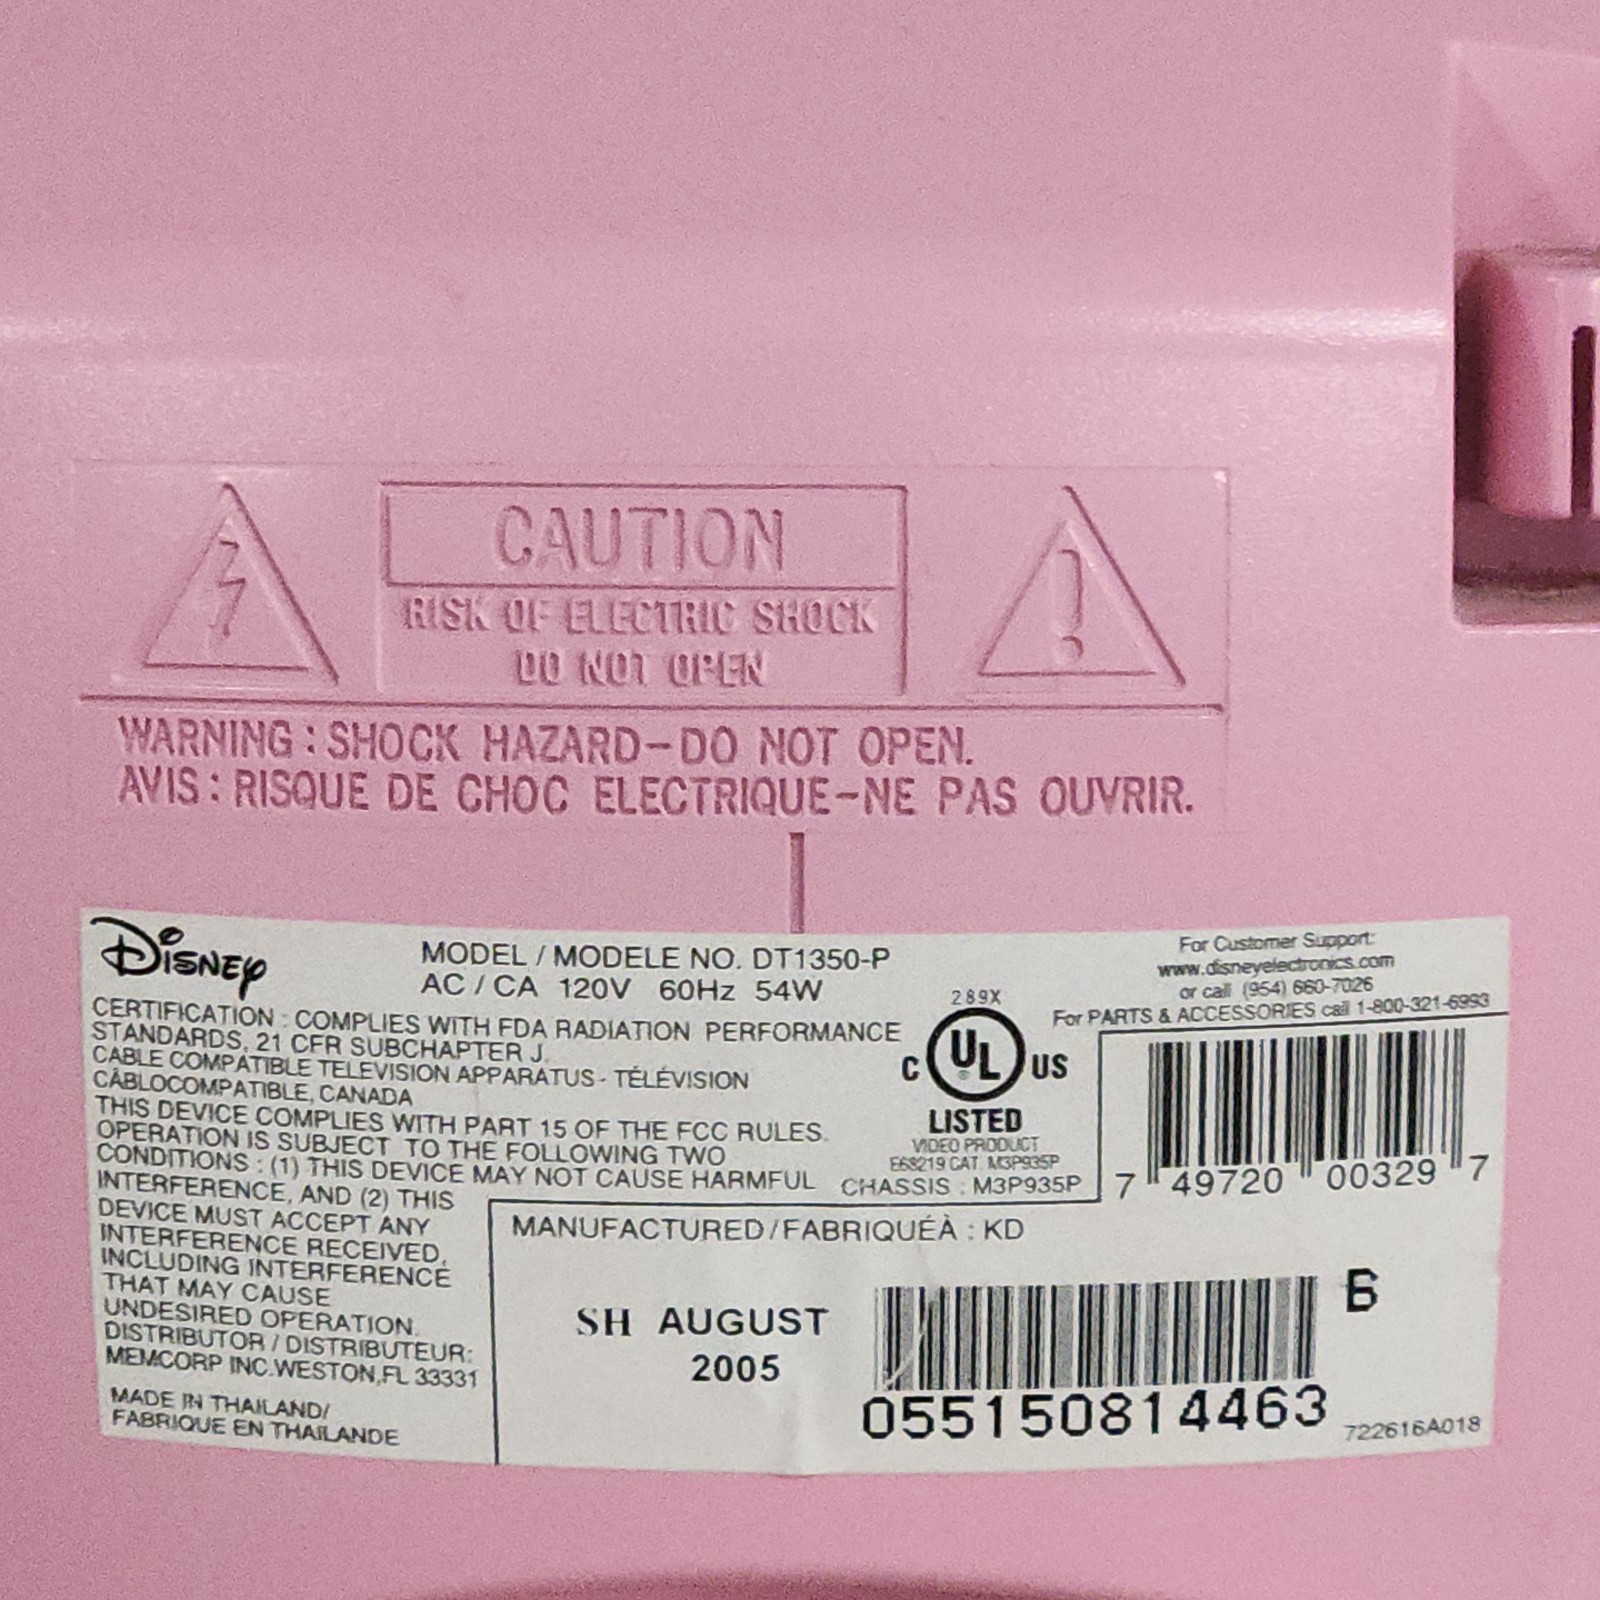 CAUTION
RISK OF ELECTRIC SHOCK
DO NOT OPEN
WARNING : SHOCK HAZARD-DO NOT OPEN.
AVIS : RISQUE DE CHOC ELECTRIQUE-NE PAS OUVRIR.
Disney
MODEL / MODELE NO. DT1350-P
AC / CA 120V 60Hz 54W
CERTIFICATION : COMPLIES WITH FDA RADIATION PERFORMANCE
STANDARDS, 21 CFR SUBCHAPTER J.
CABLE COMPATIBLE TELEVISION APPARATUS - TÉLÉVISION
CÂBLOCOMPATIBLE, CANADA
THIS DEVICE COMPLIES WITH PART 15 OF THE FCC RULES.
OPERATION IS SUBJECT TO THE FOLLOWING TWO
CONDITIONS : (1) THIS DEVICE MAY NOT CAUSE HARMFUL
INTERFERENCE, AND (2) THIS
DEVICE MUST ACCEPT ANY
INTERFERENCE RECEIVED,
INCLUDING INTERFERENCE
THAT MAY CAUSE
UNDESIRED OPERATION.
DISTRIBUTOR / DISTRIBUTEUR:
MEMCORP INC.WESTON,FL 33331
MADE IN THAILAND/
FABRIQUE EN THAILANDE
289X
C UL® US
LISTED
VIDEO PRODUCT
E68219 CAT. M3P935P
CHASSIS : M3P935P
For Customer Support:
www.disneyelectronics.com
or call (954) 660-7026
For PARTS & ACCESSORIES call 1-800-321-6993
7 49720 00329 7
MANUFACTURED/FABRIQUÉÀ : KD
SH AUGUST
2005
6
055150814463
722616A018